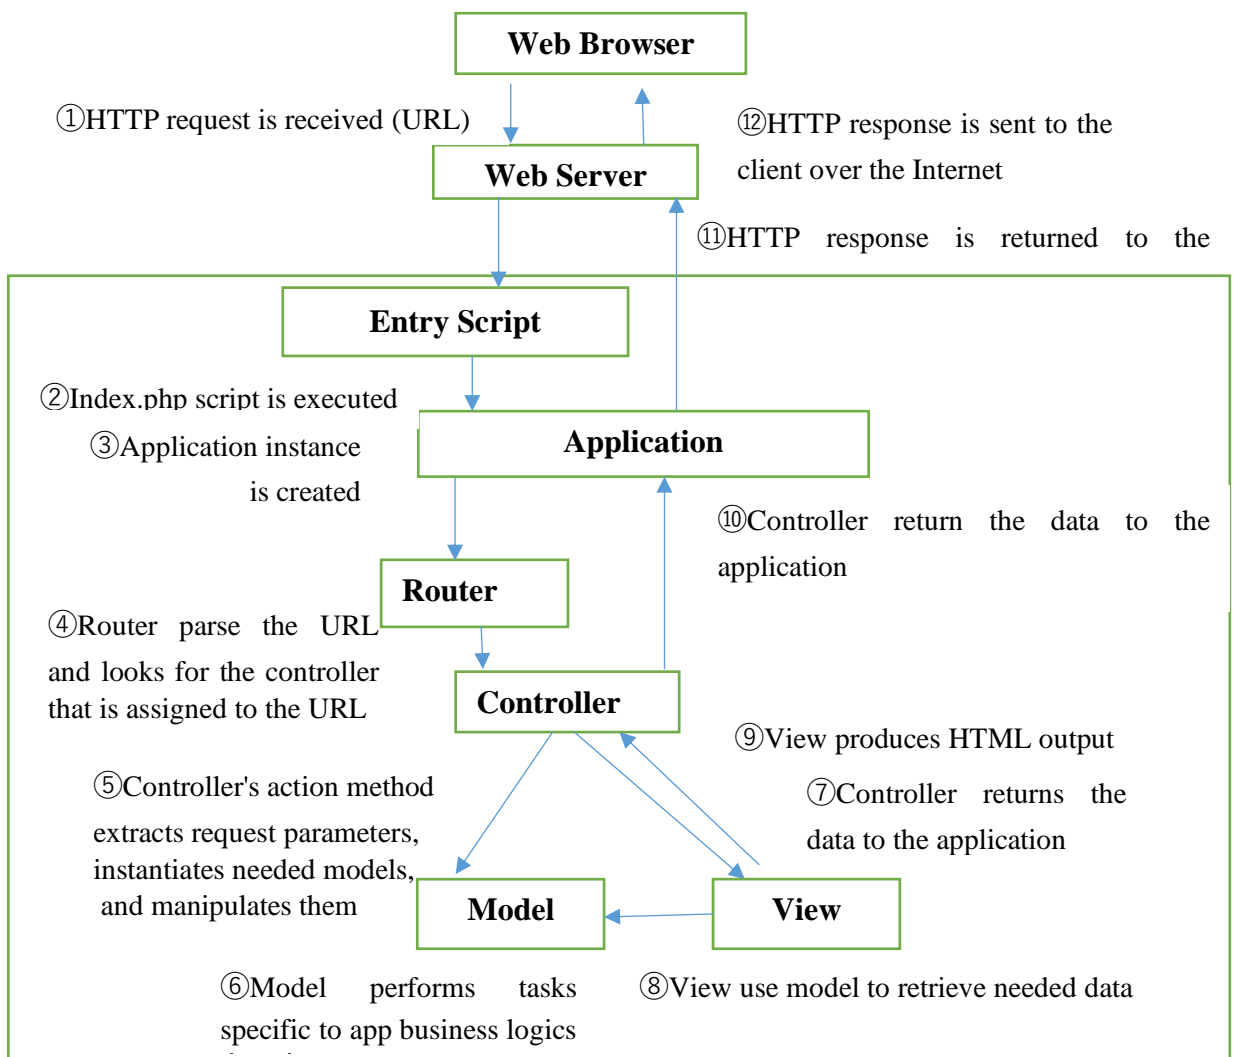 Web Browser
①HTTP request is received (URL)
⑫HTTP response is sent to the
client over the Internet
Web Server
⑪HTTP response is returned to the
Entry Script
②Index.php script is executed
③Application instance
is created
Application
⑩Controller return the data to the
application
Router
④Router parse the URL
and looks for the controller
that is assigned to the URL
Controller
⑨View produces HTML output
⑤Controller's action method
extracts request parameters,
instantiates needed models,
and manipulates them
⑦Controller returns the
data to the application
Model
View
⑥Model performs tasks
specific to app business logics
⑧View use model to retrieve needed data